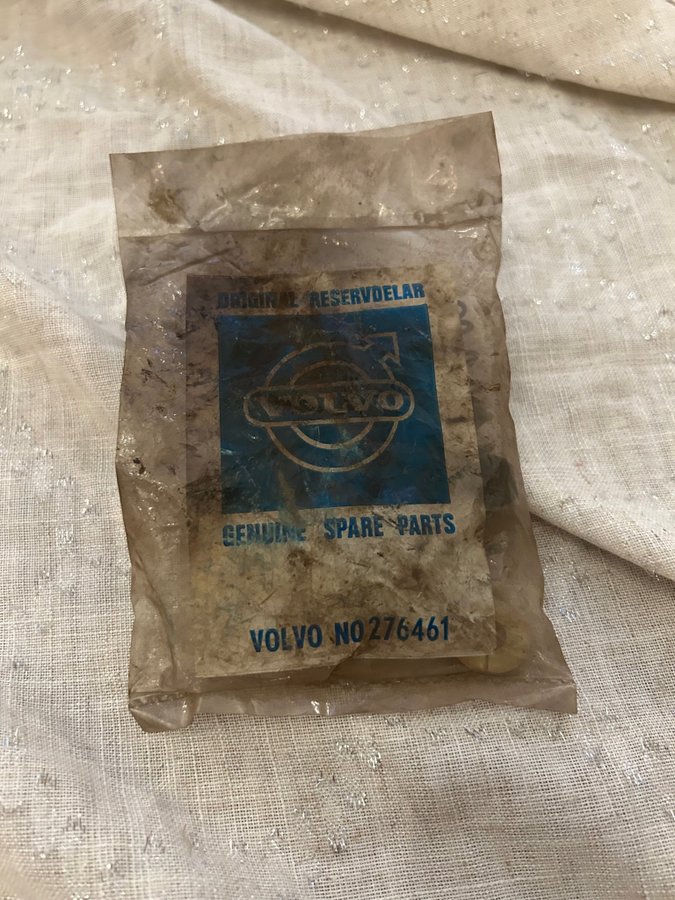 ORIGINAL RESERVDELAR
VOLVO
GENUINE SPARE PARTS
VOLVO NO 276461